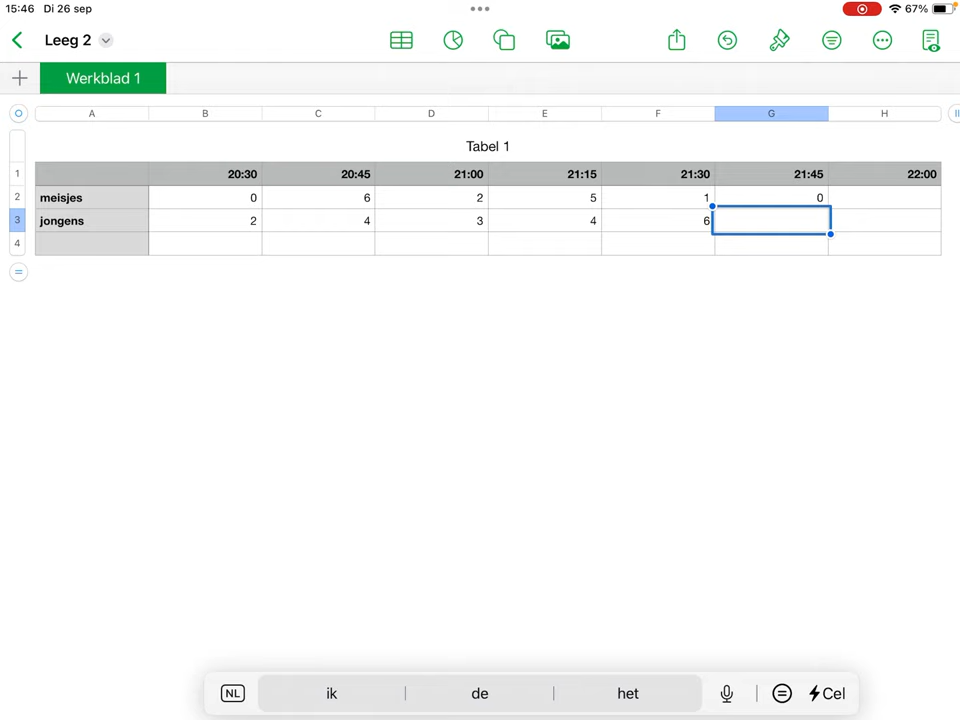 15:46 Di 26 sep 67%
Leeg 2
Werkblad 1
A B C D E F G H
Tabel 1
1 20:30 20:45 21:00 21:15 21:30 21:45 22:00
2 meisjes 0 6 2 5 1 0
3 jongens 2 4 3 4 6
4
NL ik de het Cel